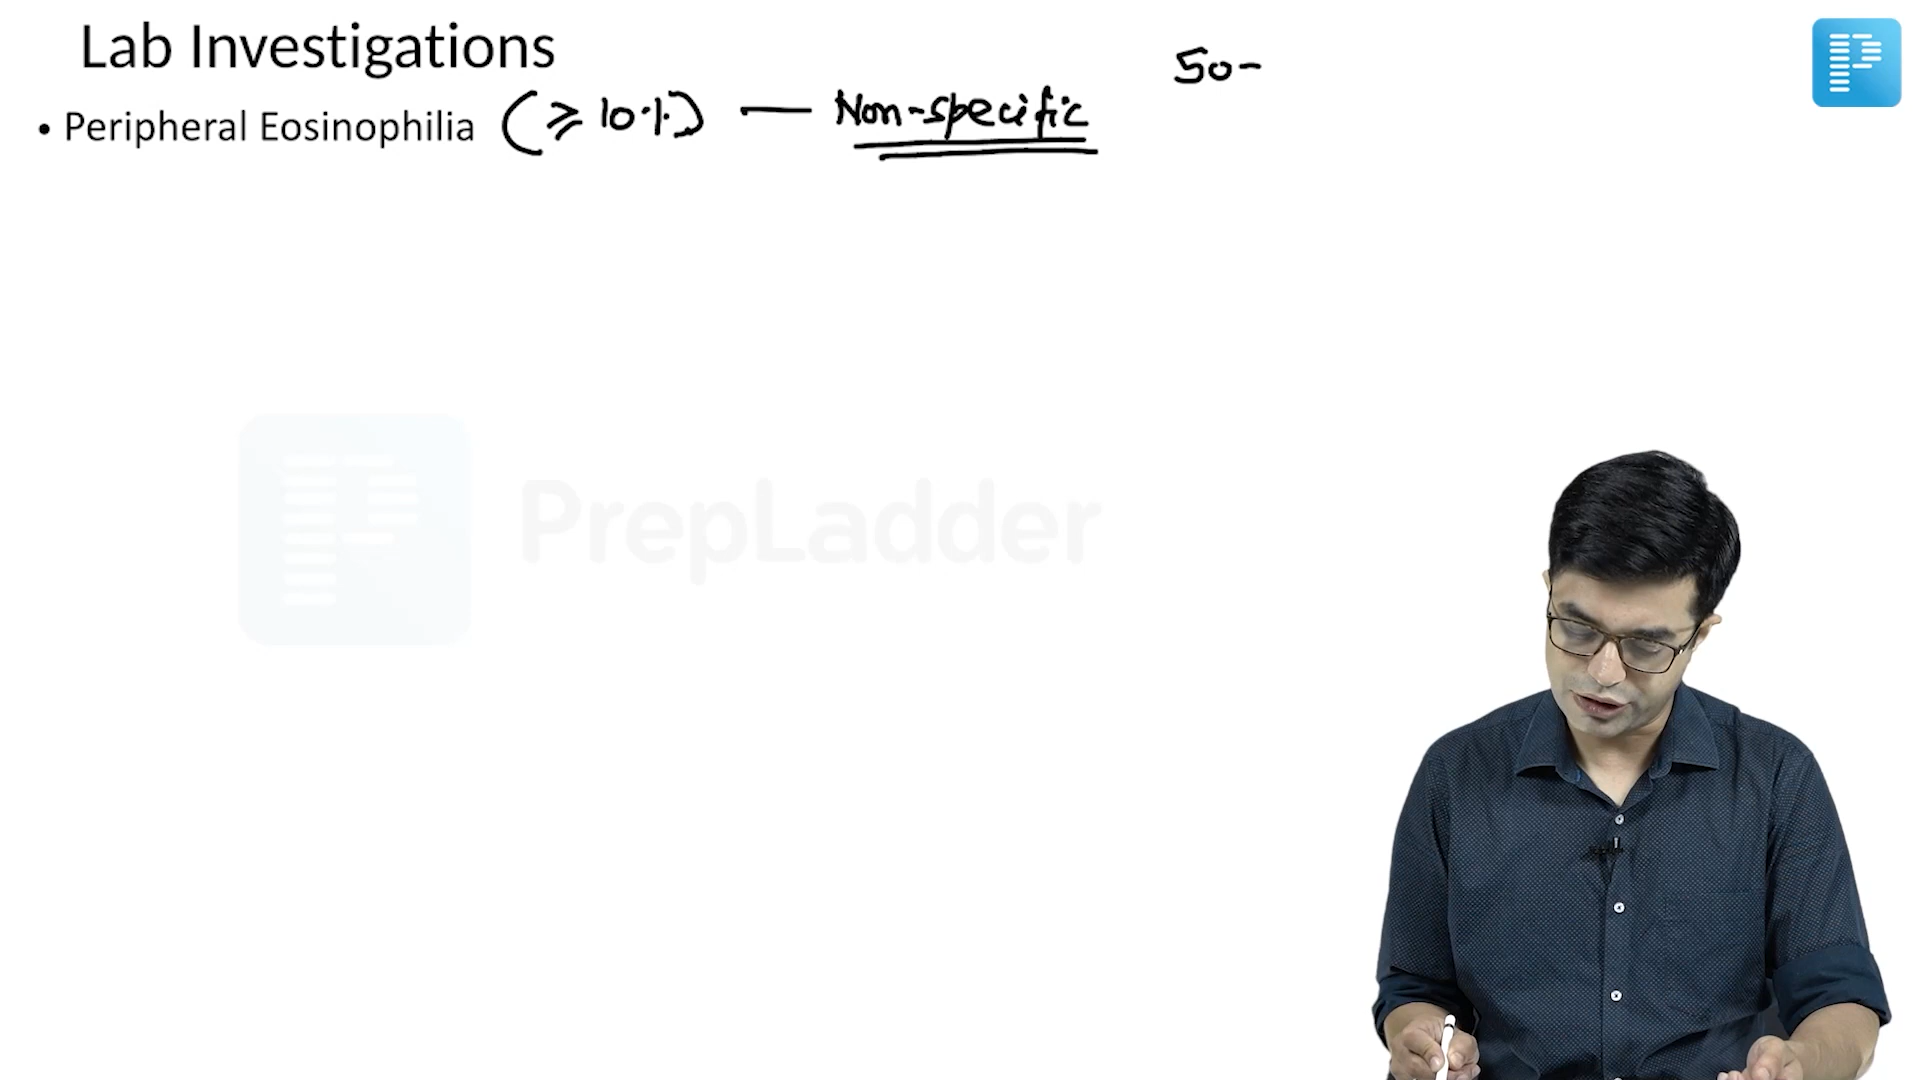 Lab Investigations
50-
• Peripheral Eosinophilia (≥ 10%) — Non-specific
PrepLadder